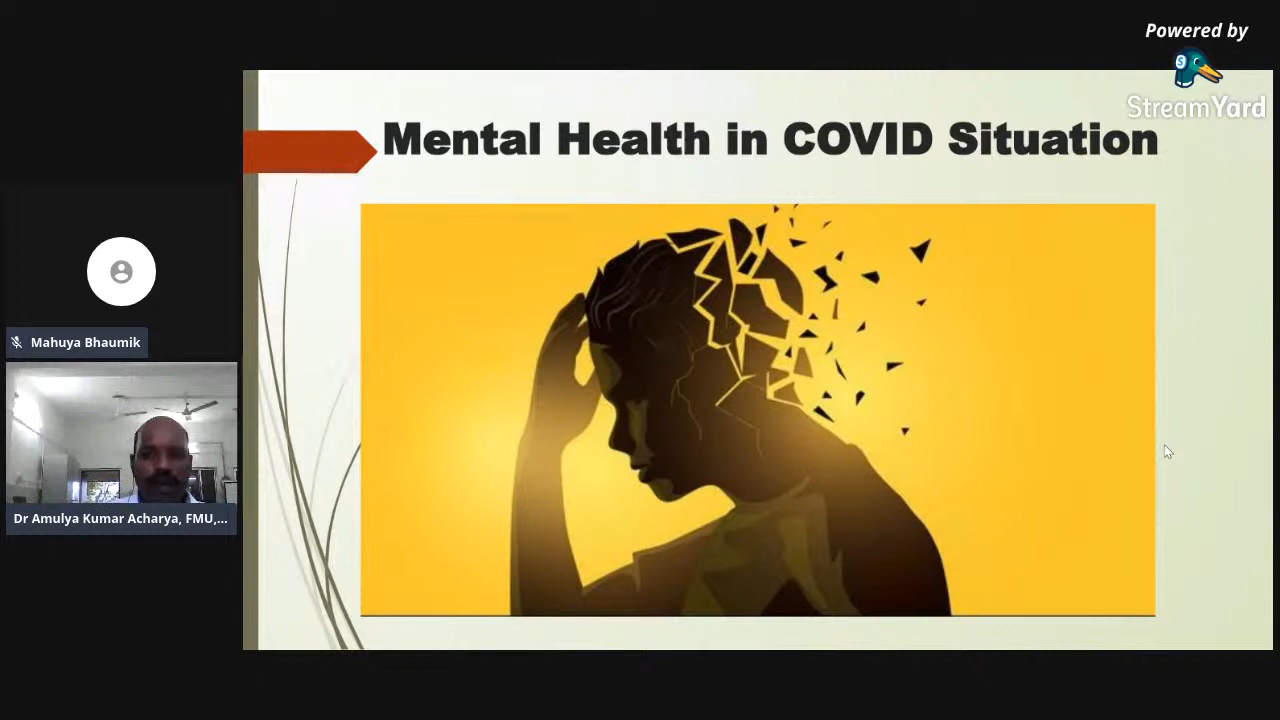 Powered by
StreamYard
Mental Health in COVID Situation
Mahuya Bhaumik
Dr Amulya Kumar Acharya, FMU,...